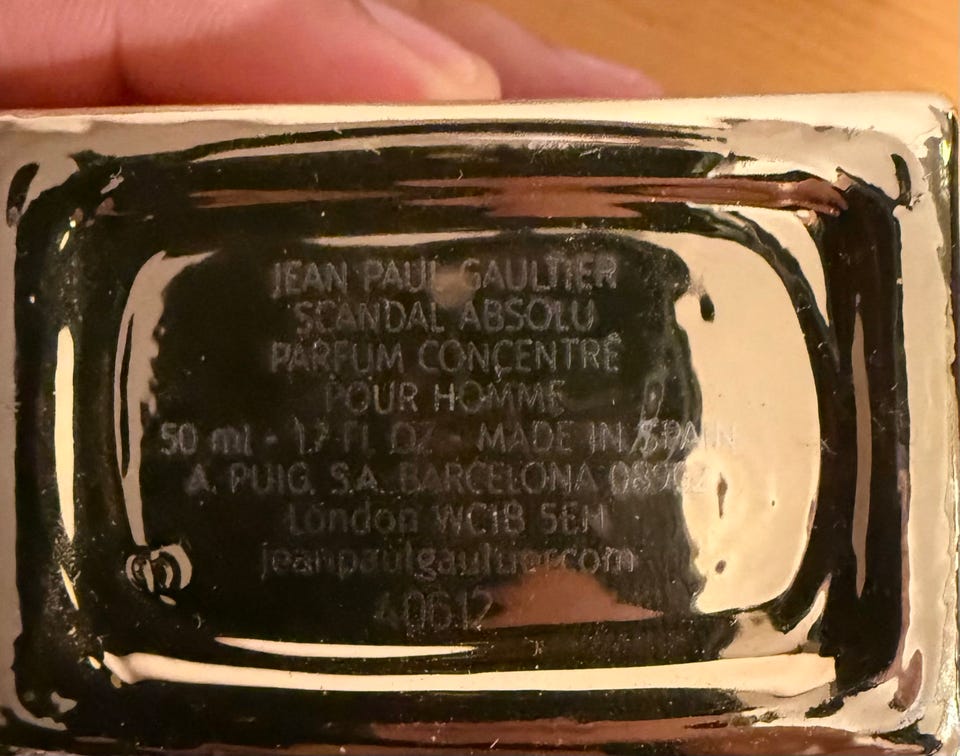 JEAN PAUL GAULTIER
SCANDAL ABSOLU
PARFUM CONCENTRÉ
POUR HOMME
50 ml - 1.7 FL OZ - MADE IN SPAIN
A. PUIG. S.A. BARCELONA 08902
London WC1B 5EH
jeanpaulgaultier.com
40612